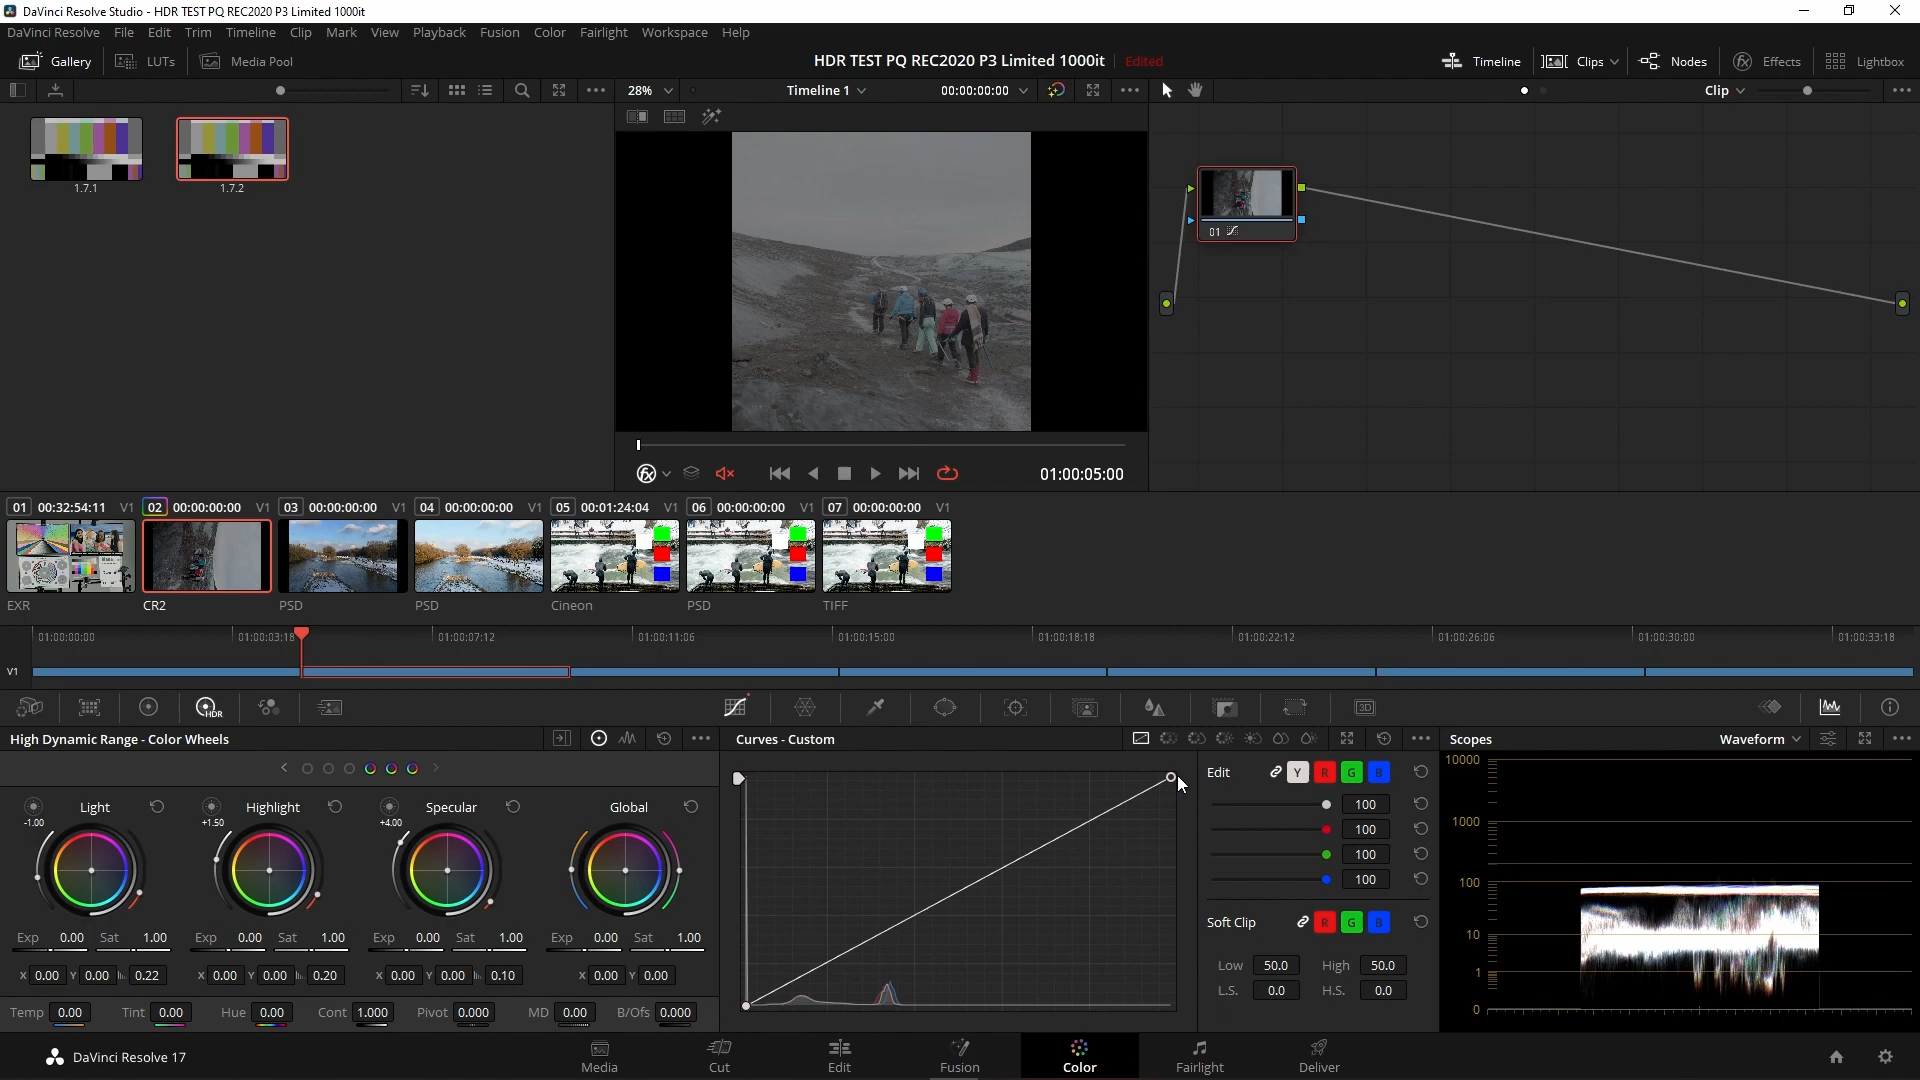 DaVinci Resolve Studio - HDR TEST PQ REC2020 P3 Limited 1000it
DaVinci Resolve File Edit Trim Timeline Clip Mark View Playback Fusion Color Fairlight Workspace Help
Gallery LUTs Media Pool HDR TEST PQ REC2020 P3 Limited 1000it Edited Timeline Clips Nodes Effects Lightbox
28% Timeline 1 00:00:00:00 Clip
1.7.1 1.7.2
01
01:00:05:00
01 00:32:54:11 V1 02 00:00:00:00 V1 03 00:00:00:00 V1 04 00:00:00:00 V1 05 00:01:24:04 V1 06 00:00:00:00 V1 07 00:00:00:00 V1
EXR CR2 PSD PSD Cineon PSD TIFF
01:00:00:00 01:00:03:18 01:00:07:12 01:00:11:06 01:00:15:00 01:00:18:18 01:00:22:12 01:00:26:06 01:00:30:00 01:00:33:18
V1
HDR 3D
High Dynamic Range - Color Wheels Curves - Custom Scopes Waveform
Light Highlight Specular Global
-1.00 +1.50 +4.00
Exp 0.00 Sat 1.00 Exp 0.00 Sat 1.00 Exp 0.00 Sat 1.00 Exp 0.00 Sat 1.00
X 0.00 Y 0.00 0.22 X 0.00 Y 0.00 0.20 X 0.00 Y 0.00 0.10 X 0.00 Y 0.00
Temp 0.00 Tint 0.00 Hue 0.00 Cont 1.000 Pivot 0.000 MD 0.00 B/Ofs 0.000
Edit Y R G B
100
100
100
100
Soft Clip R G B
Low 50.0 High 50.0
L.S. 0.0 H.S. 0.0
10000
1000
100
10
1
0
DaVinci Resolve 17 Media Cut Edit Fusion Color Fairlight Deliver